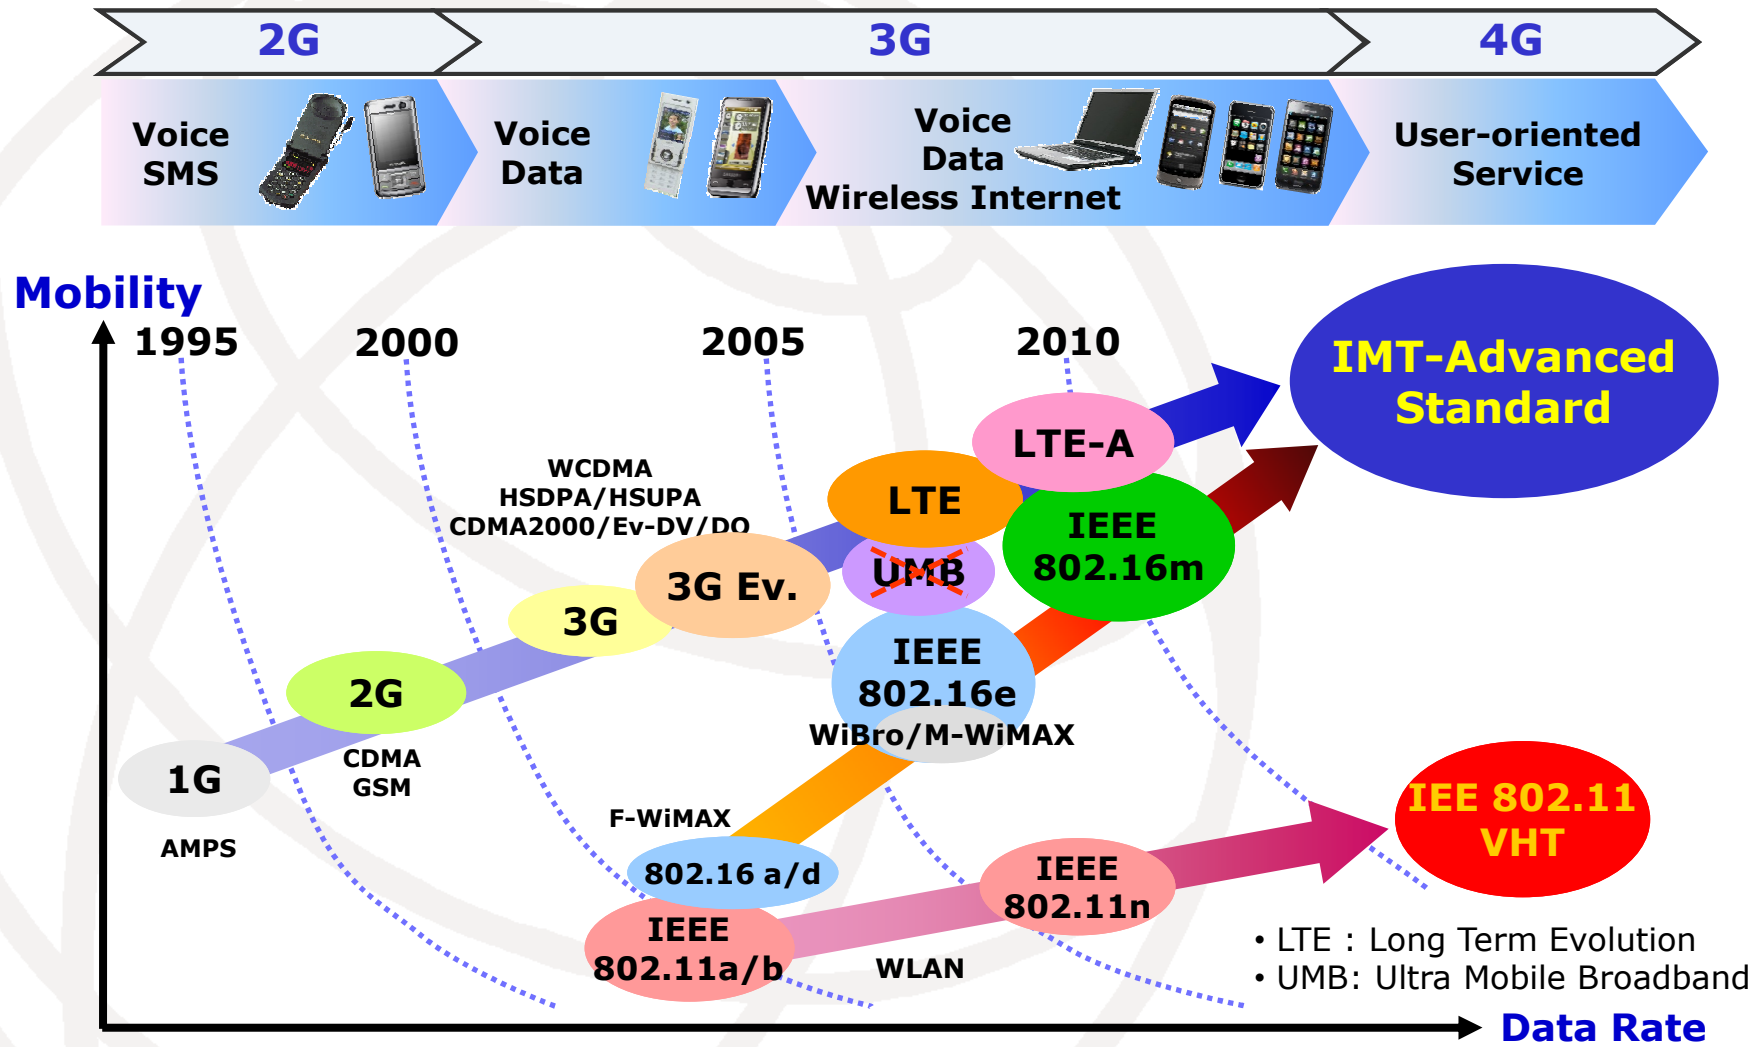 2G
3G
4G
Voice
SMS
Voice
Data
Voice
Data
Wireless Internet
User-oriented
Service
Mobility
1995
2000
2005
2010
IMT-Advanced
Standard
LTE-A
WCDMA
HSDPA/HSUPA
CDMA2000/Ev-DV/DO
LTE
IEEE
802.16m
UMB
3G Ev.
3G
IEEE
802.16e
WiBro/M-WiMAX
2G
CDMA
GSM
1G
AMPS
F-WiMAX
802.16 a/d
IEEE
802.11a/b
WLAN
IEEE
802.11n
IEE 802.11
VHT
• LTE : Long Term Evolution
• UMB: Ultra Mobile Broadband
Data Rate